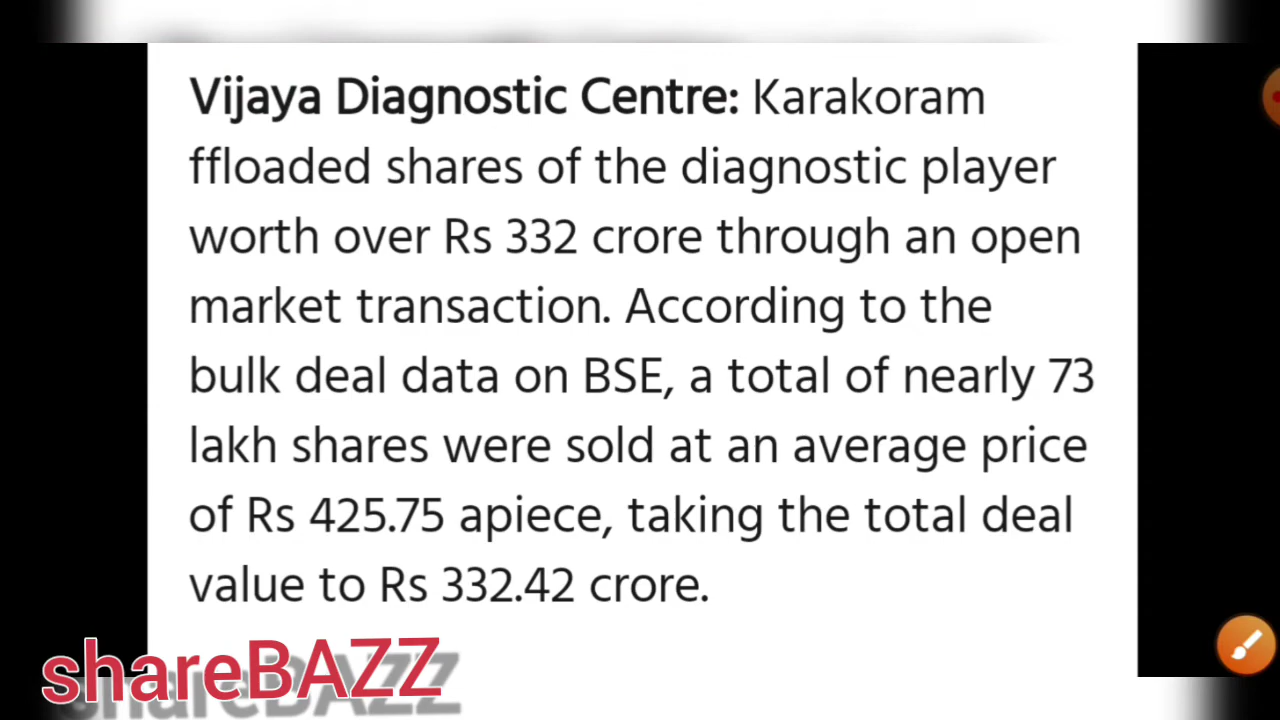 Vijaya Diagnostic Centre: Karakoram
ffloaded shares of the diagnostic player
worth over Rs 332 crore through an open
market transaction. According to the
bulk deal data on BSE, a total of nearly 73
lakh shares were sold at an average price
of Rs 425.75 apiece, taking the total deal
value to Rs 332.42 crore.
shareBAZZ